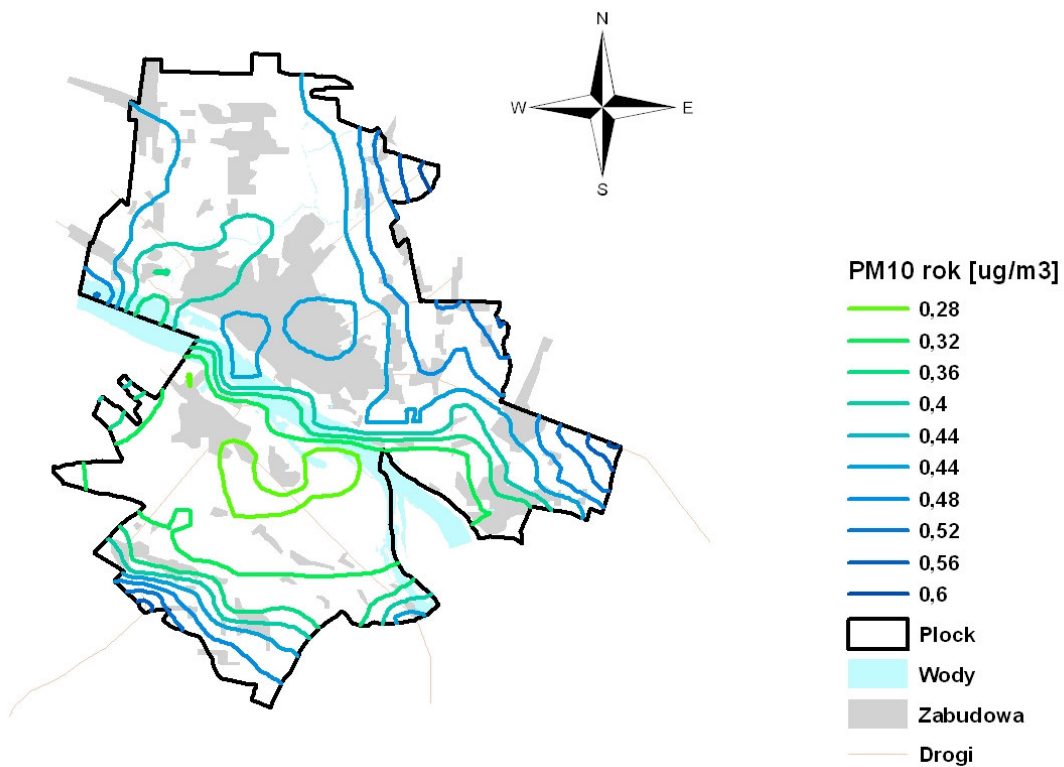 N
W E
S
PM10 rok [ug/m3]
0,28
0,32
0,36
0,4
0,44
0,44
0,48
0,52
0,56
0,6
Plock
Wody
Zabudowa
Drogi